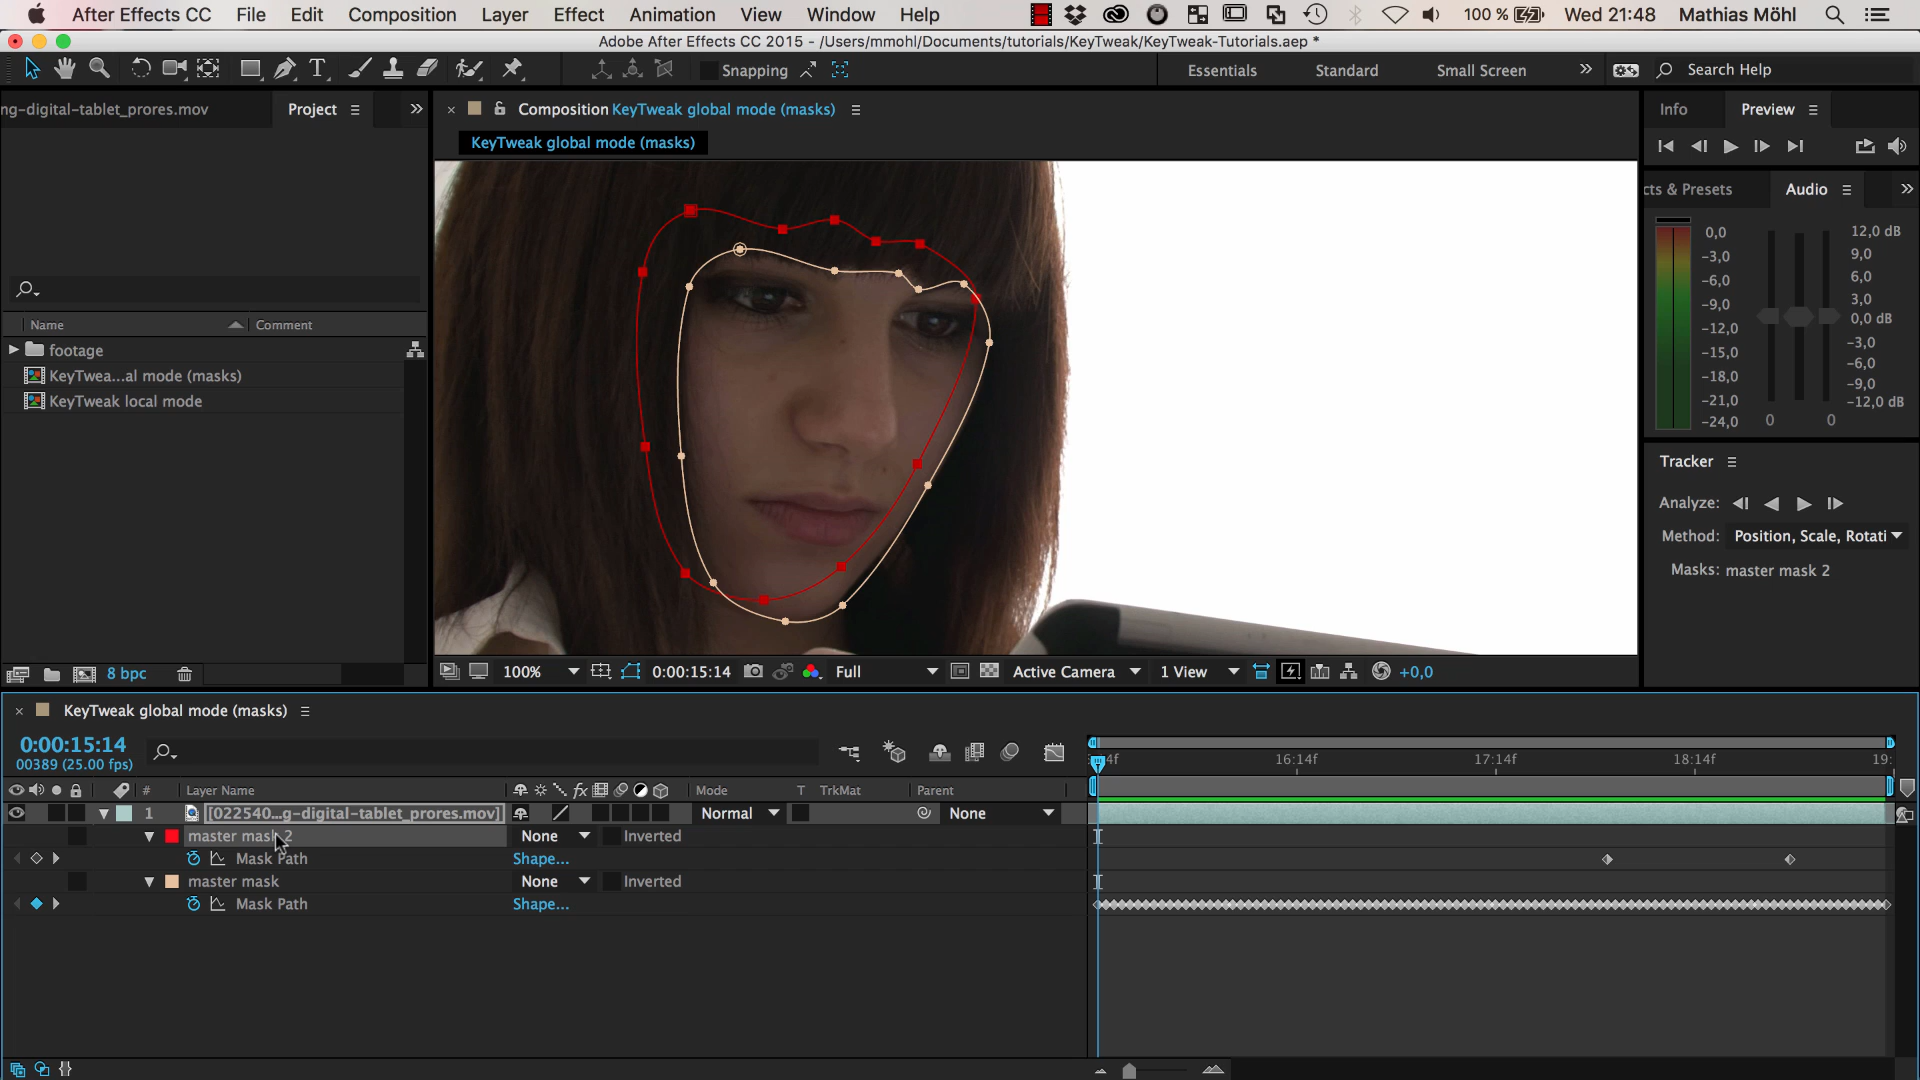 After Effects CC File Edit Composition Layer Effect Animation View Window Help 100 % Wed 21:48 Mathias Möhl
Adobe After Effects CC 2015 - /Users/mmohl/Documents/tutorials/KeyTweak/KeyTweak-Tutorials.aep *
T Snapping Essentials Standard Small Screen » Search Help
ng-digital-tablet_prores.mov Project » × Composition KeyTweak global mode (masks) Info Preview
KeyTweak global mode (masks)
cts & Presets Audio »
0,0 12,0 dB
-3,0 9,0
-6,0 6,0
-9,0 3,0
-12,0 0,0 dB
-15,0 -3,0
-18,0 -6,0
-21,0 -9,0
-24,0 -12,0 dB
0 0
Name Comment
footage
KeyTwea...al mode (masks)
KeyTweak local mode
Tracker
Analyze:
Method: Position, Scale, Rotati
Masks: master mask 2
8 bpc 100% 0:00:15:14 Full Active Camera 1 View +0,0
× KeyTweak global mode (masks)
0:00:15:14
00389 (25.00 fps)
4f 16:14f 17:14f 18:14f 19:
# Layer Name fx Mode T TrkMat Parent
1 [022540...g-digital-tablet_prores.mov] Normal None
master mask 2 None Inverted
Mask Path Shape...
master mask None Inverted
Mask Path Shape...